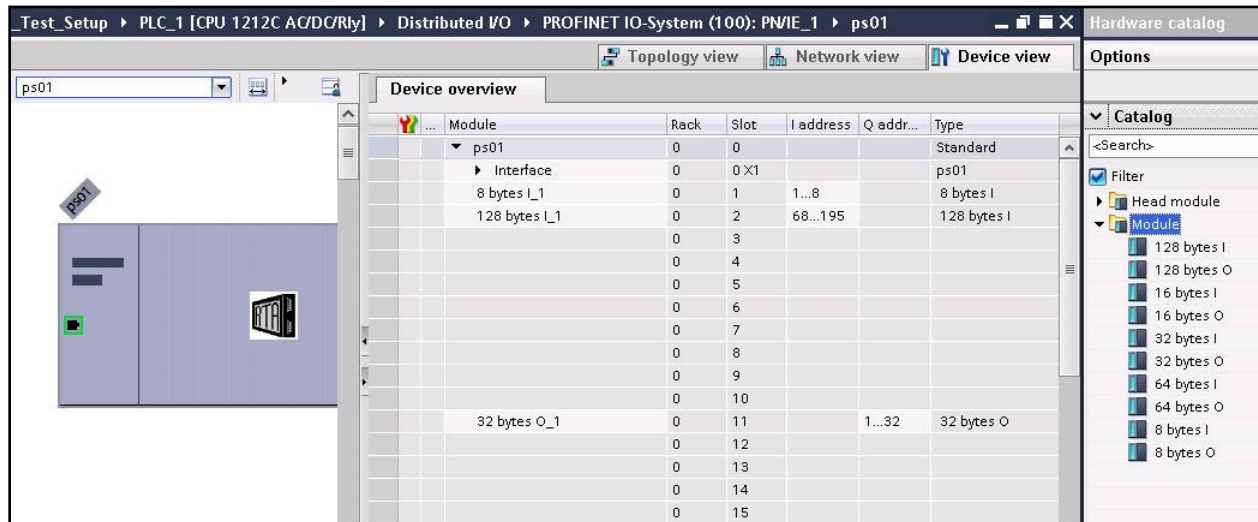 _Test_Setup ▸ PLC_1 [CPU 1212C AC/DC/Rly] ▸ Distributed I/O ▸ PROFINET IO-System (100): PN/IE_1 ▸ ps01
Hardware catalog
Topology view Network view Device view
Options
ps01
Device overview
... Module Rack Slot I address Q addr... Type
Catalog
<Search>
Filter
Head module
Module
128 bytes I
128 bytes O
16 bytes I
16 bytes O
32 bytes I
32 bytes O
64 bytes I
64 bytes O
8 bytes I
8 bytes O
ps01 0 0 Standard
Interface 0 0 X1 ps01
8 bytes I_1 0 1 1...8 8 bytes I
128 bytes I_1 0 2 68...195 128 bytes I
0 3
0 4
0 5
0 6
0 7
0 8
0 9
0 10
32 bytes O_1 0 11 1...32 32 bytes O
0 12
0 13
0 14
0 15
ps01
RTA